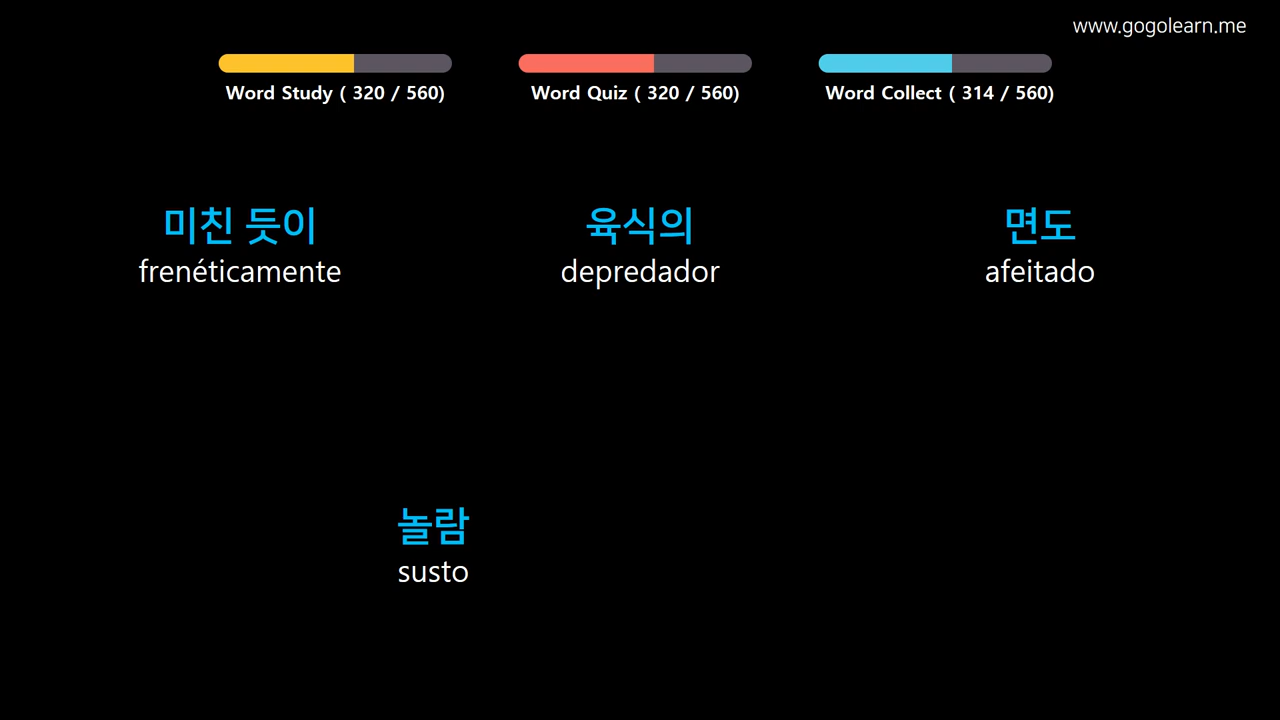 www.gogolearn.me
Word Study ( 320 / 560)
Word Quiz ( 320 / 560)
Word Collect ( 314 / 560)
미친 듯이
frenéticamente
육식의
depredador
면도
afeitado
놀람
susto